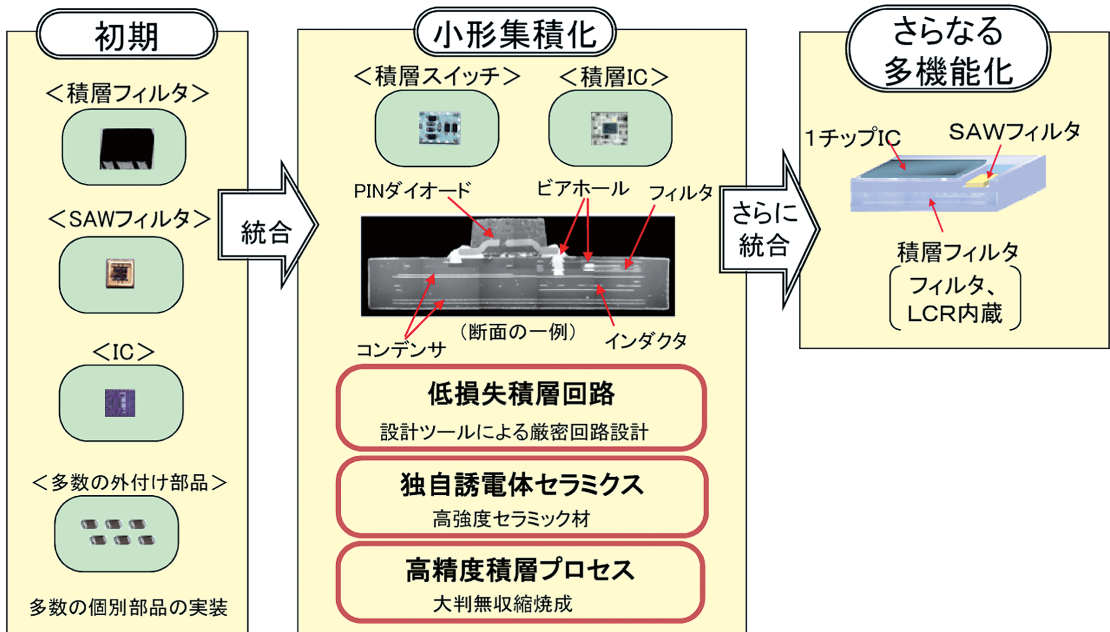 初期
＜積層フィルタ＞
＜SAWフィルタ＞
＜IC＞
＜多数の外付け部品＞
多数の個別部品の実装
統合
小形集積化
＜積層スイッチ＞
＜積層IC＞
PINダイオード
ビアホール
フィルタ
コンデンサ
（断面の一例）
インダクタ
低損失積層回路
設計ツールによる厳密回路設計
独自誘電体セラミクス
高強度セラミック材
高精度積層プロセス
大判無収縮焼成
さらに
統合
さらなる
多機能化
１チップIC
SAWフィルタ
積層フィルタ
フィルタ、
LCR内蔵